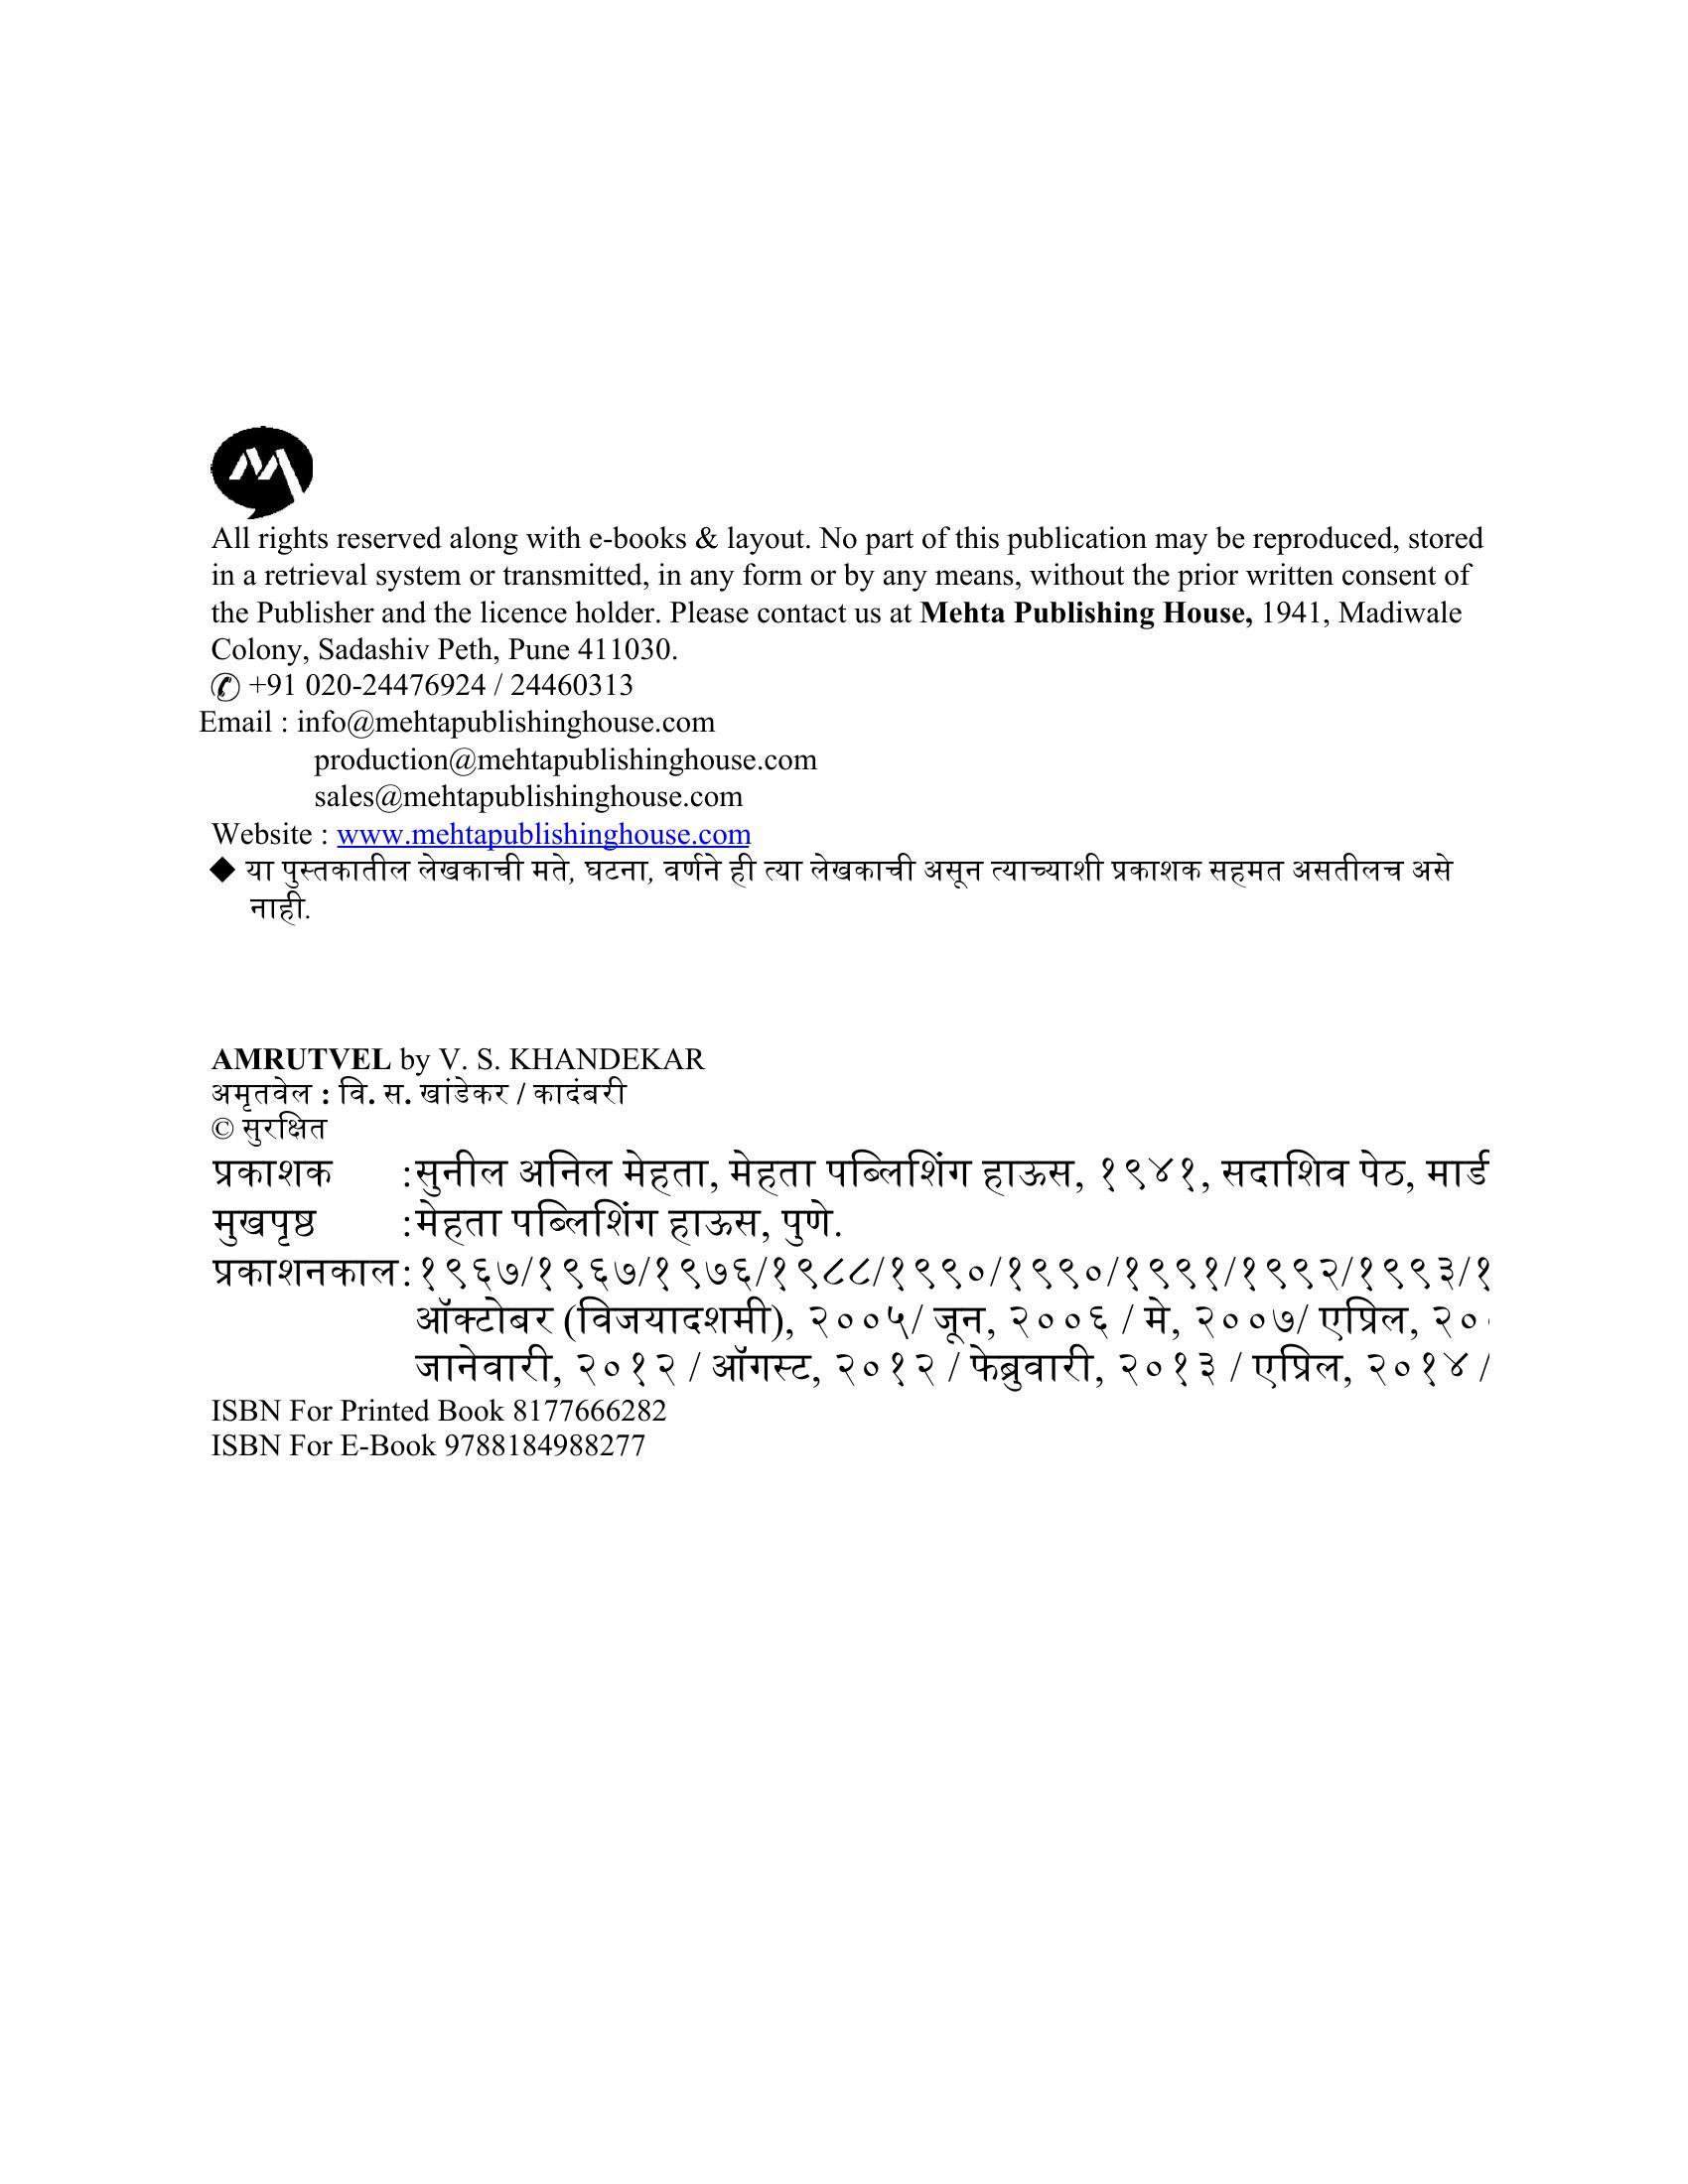 All rights reserved along with e-books & layout. No part of this publication may be reproduced, stored
in a retrieval system or transmitted, in any form or by any means, without the prior written consent of
the Publisher and the licence holder. Please contact us at Mehta Publishing House, 1941, Madiwale
Colony, Sadashiv Peth, Pune 411030.
✆ +91 020-24476924 / 24460313
Email : info@mehtapublishinghouse.com
production@mehtapublishinghouse.com
sales@mehtapublishinghouse.com
Website : www.mehtapublishinghouse.com
◆ या पुस्तकातील लेखकाची मते, घटना, वर्णने ही त्या लेखकाची असून त्याच्याशी प्रकाशक सहमत असतीलच असे
नाही.
AMRUTVEL by V. S. KHANDEKAR
अमृतवेल : वि. स. खांडेकर / कादंबरी
© सुरक्षित
प्रकाशक :सुनील अनिल मेहता, मेहता पब्लिशिंग हाऊस, १९४१, सदाशिव पेठ,
मुखपृष्ठ :मेहता पब्लिशिंग हाऊस, पुणे.
प्रकाशनकाल:१९६७/१९६७/१९७६/१९८८/१९९०/१९९०/१९९१/१९९२/१९९३/
ऑक्टोबर (विजयादशमी), २००५/ जून, २००६ / मे, २००७/ एप्रिल,
जानेवारी, २०१२ / ऑगस्ट, २०१२ / फेब्रुवारी, २०१३ / एप्रिल, २०१४ /
ISBN For Printed Book 8177666282
ISBN For E-Book 9788184988277